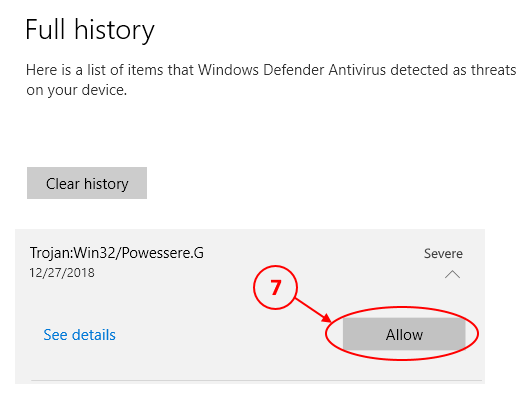 Full history
Here is a list of items that Windows Defender Antivirus detected as threats
on your device.
Clear history
Trojan:Win32/Powessere.G
Severe
12/27/2018
7
See details
Allow